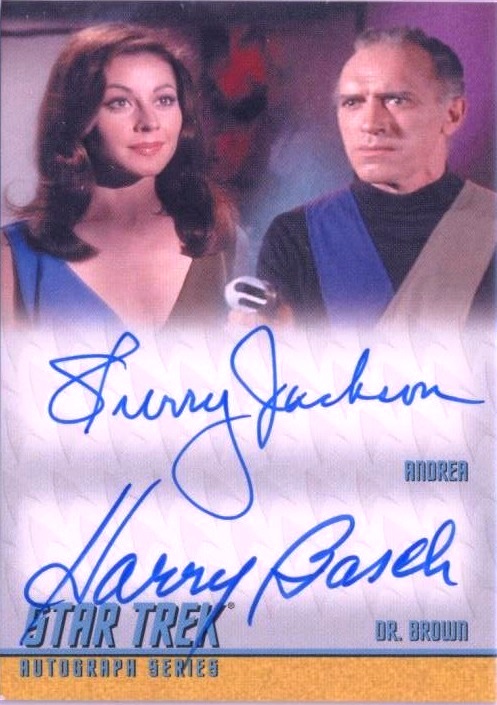 Sherry Jackson
ANDREA
Harry Basch
STAR TREK®
DR. BROWN
AUTOGRAPH SERIES